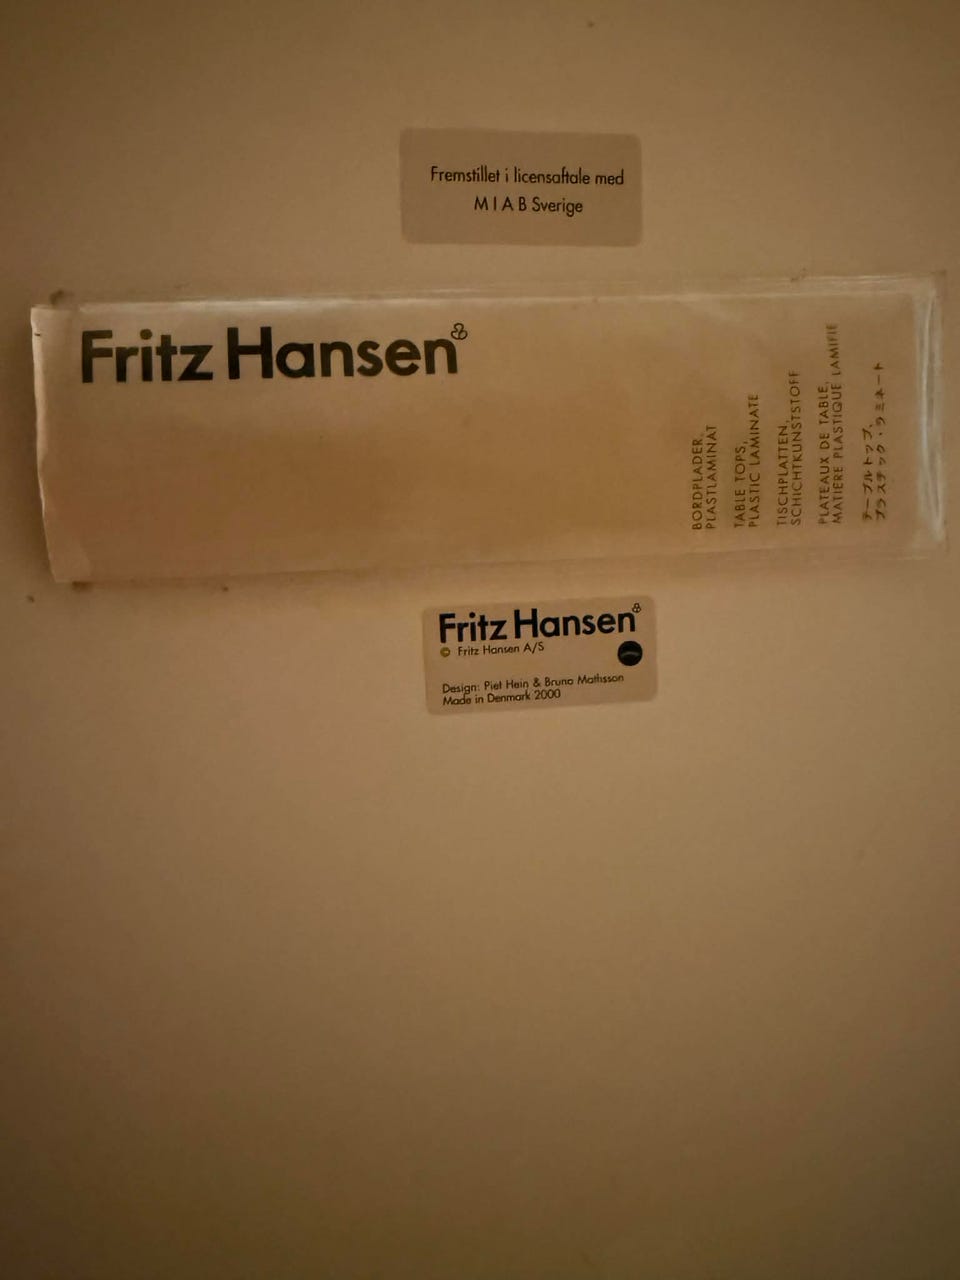 Fremstillet i licensaftale med
M I A B Sverige
Fritz Hansen
BORDPLADER,
PLASTLAMINAT
TABLE TOPS,
PLASTIC LAMINATE
TISCHPLATTEN,
SCHICHTKUNSTSTOFF
PLATEAUX DE TABLE,
MATIERE PLASTIQUE LAMIFIE
テーブルトップ、
プラスチック・ラミネート
Fritz Hansen
© Fritz Hansen A/S
Design: Piet Hein & Bruno Mathsson
Made in Denmark 2000